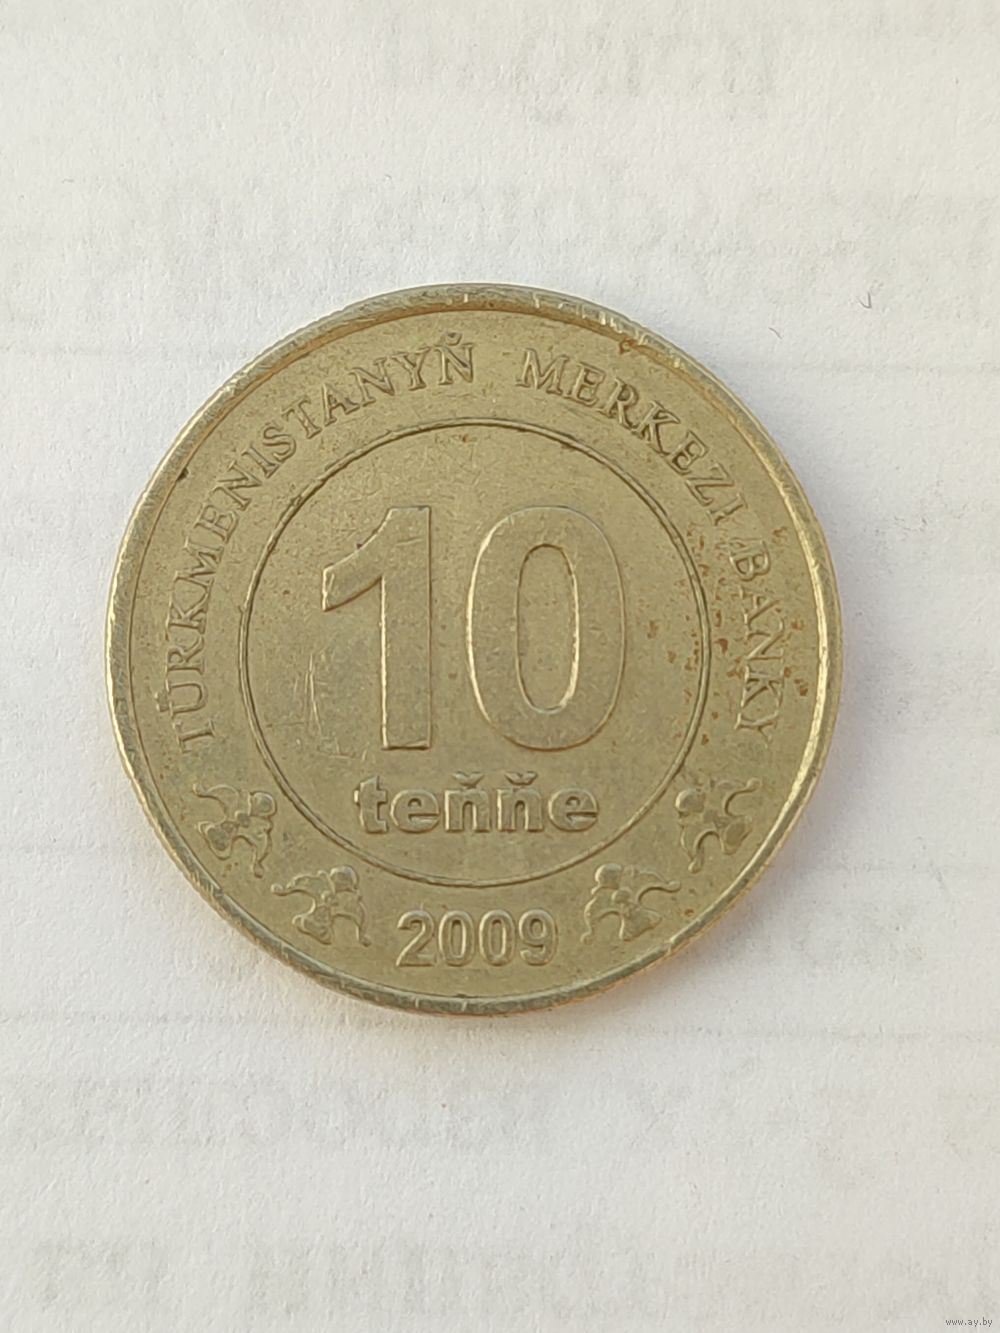 TÜRKMENISTANYŇ MERKEZI BANKY
10
teňňe
2009
www.ay.by